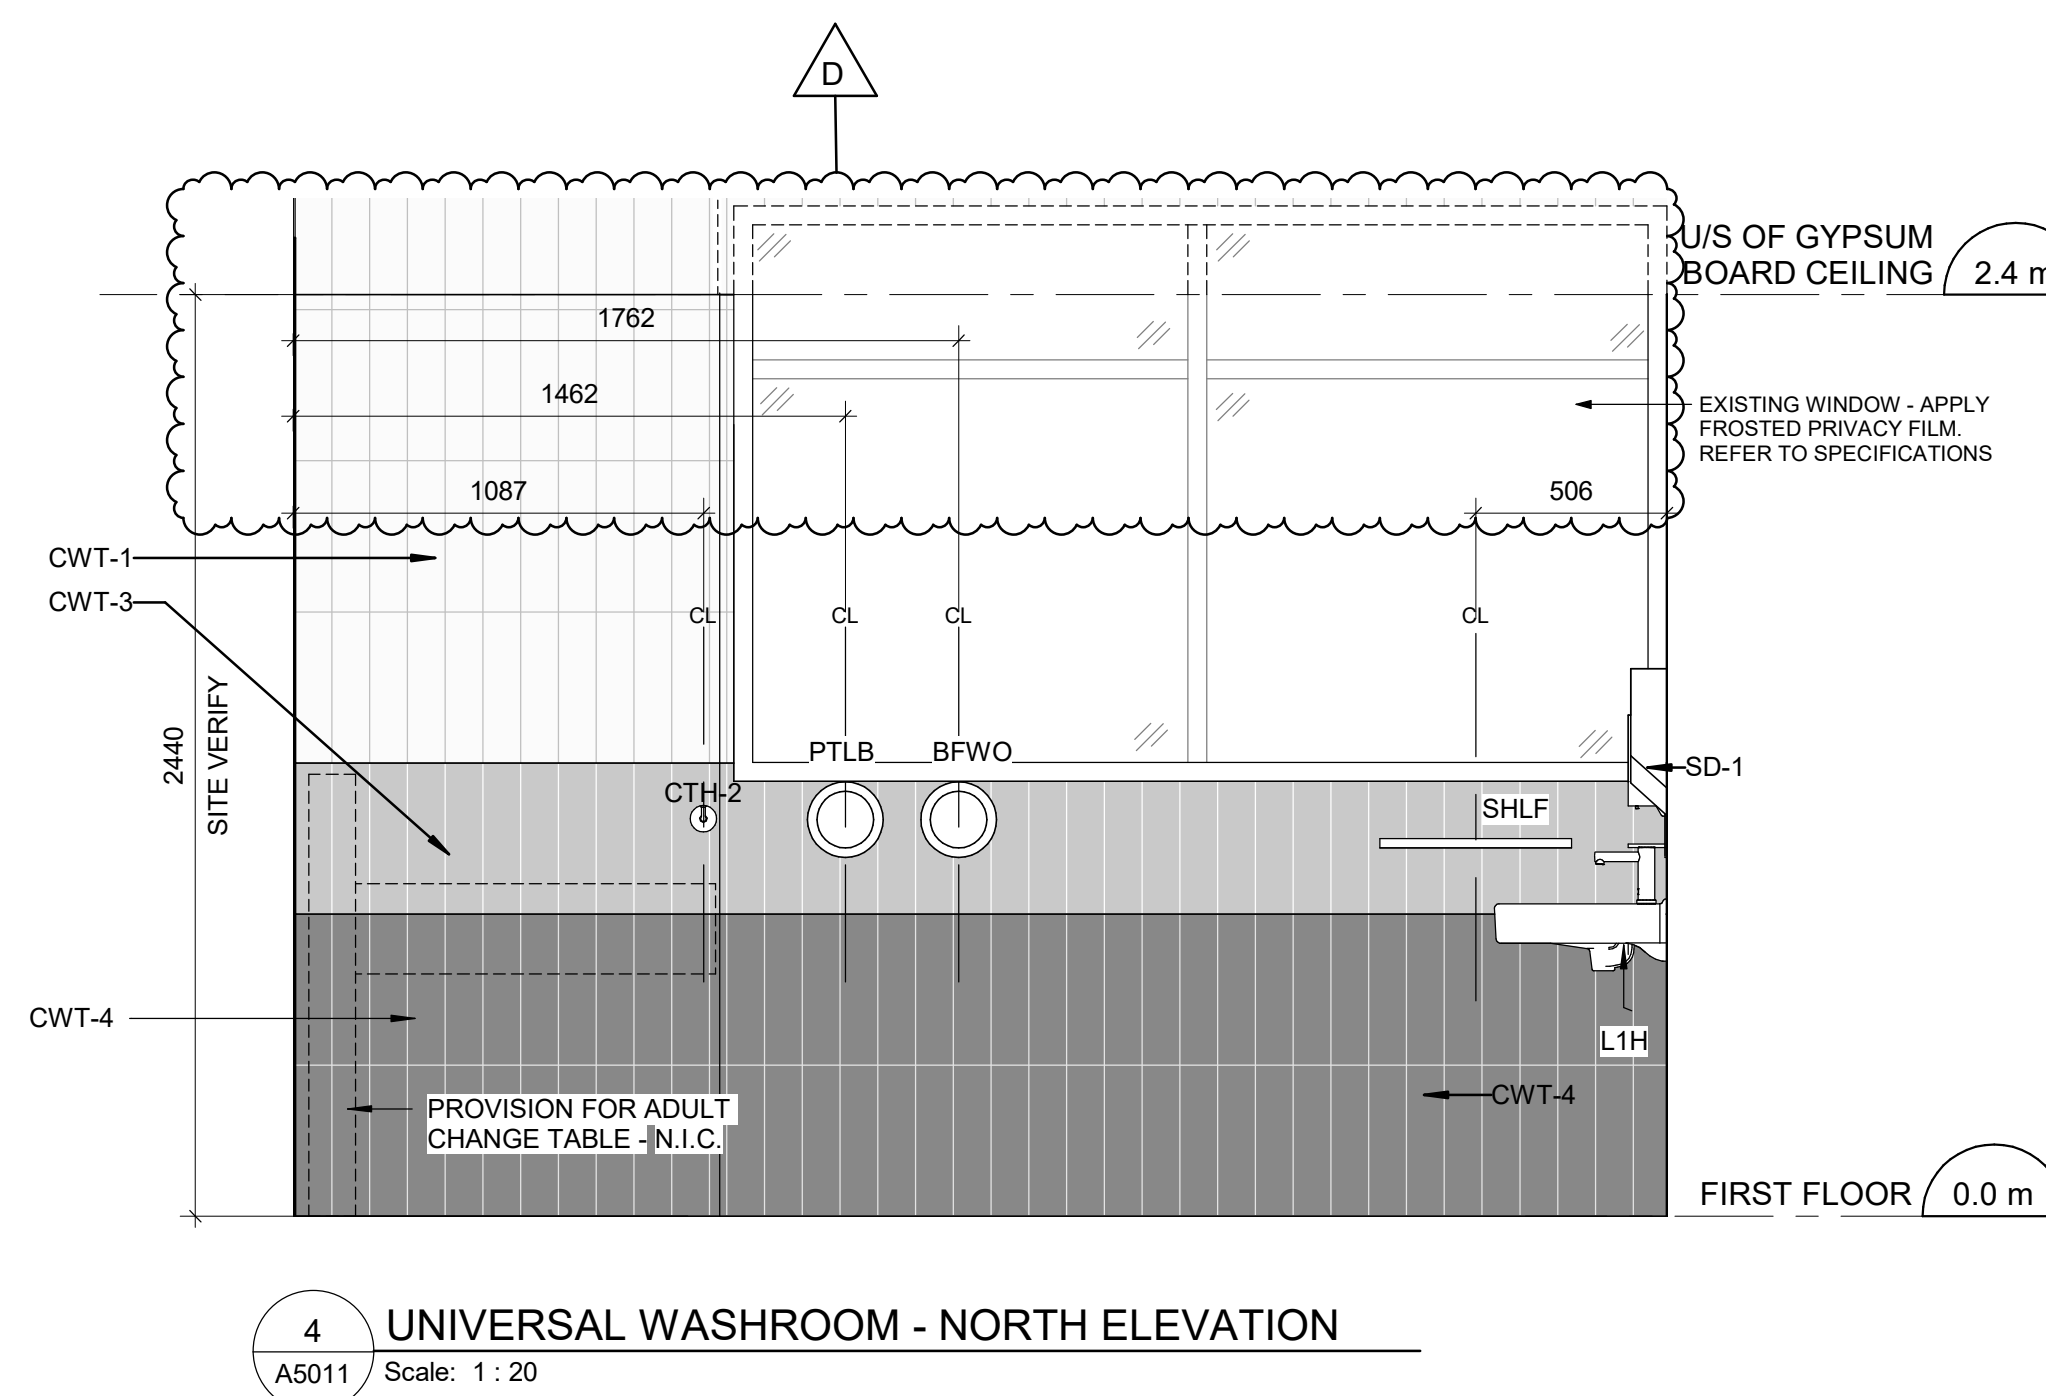 D
U/S OF GYPSUM
BOARD CEILING
2.4 m
1762
1462
EXISTING WINDOW - APPLY
FROSTED PRIVACY FILM.
REFER TO SPECIFICATIONS
1087
506
CWT-1
CWT-3
CL
CL
CL
CL
2440
SITE VERIFY
PTLB
BFWO
SD-1
CTH-2
SHLF
CWT-4
L1H
CWT-4
PROVISION FOR ADULT
CHANGE TABLE - N.I.C.
FIRST FLOOR
0.0 m
4
A5011
UNIVERSAL WASHROOM - NORTH ELEVATION
Scale: 1 : 20